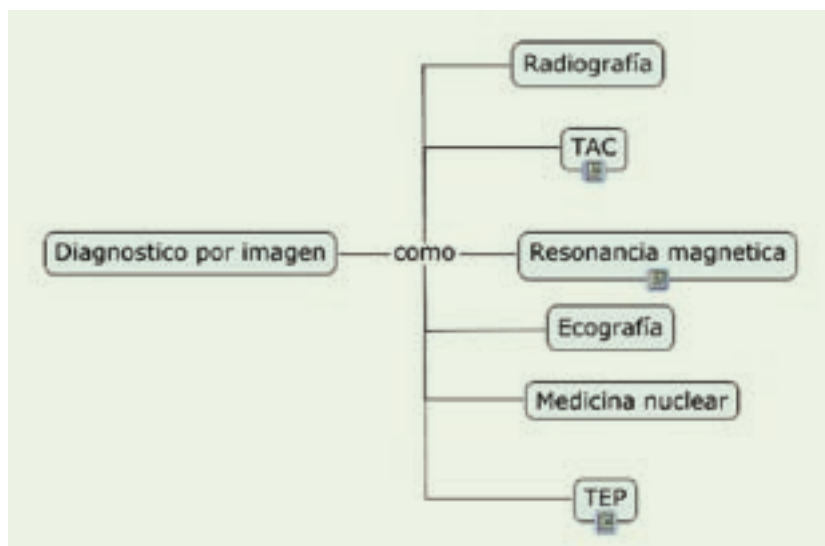 Radiografía
TAC
Diagnostico por imagen
como
Resonancia magnetica
Ecografía
Medicina nuclear
TEP